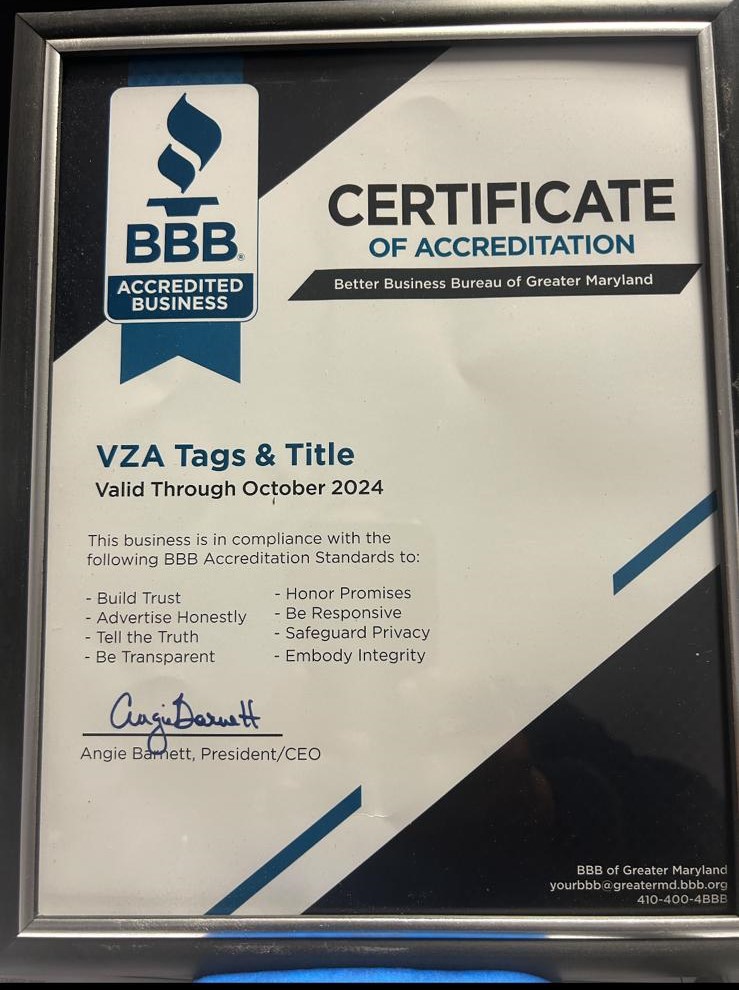 BBB®
ACCREDITED
BUSINESS
CERTIFICATE
OF ACCREDITATION
Better Business Bureau of Greater Maryland
VZA Tags & Title
Valid Through October 2024
This business is in compliance with the
following BBB Accreditation Standards to:
- Build Trust
- Advertise Honestly
- Tell the Truth
- Be Transparent
- Honor Promises
- Be Responsive
- Safeguard Privacy
- Embody Integrity
Angie Barnett
Angie Barnett, President/CEO
BBB of Greater Maryland
yourbbb@greatermd.bbb.org
410-400-4BBB